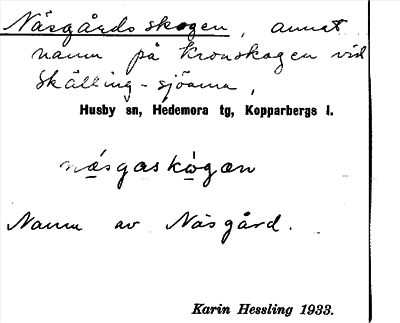 Näsgårdsskogen, annat
namn på Kronskogen vid
Skälling-sjöarna,
Husby sn, Hedemora tg, Kopparbergs l.
næsgaskògæn
Namn av Näsgård.
Karin Hessling 1933.